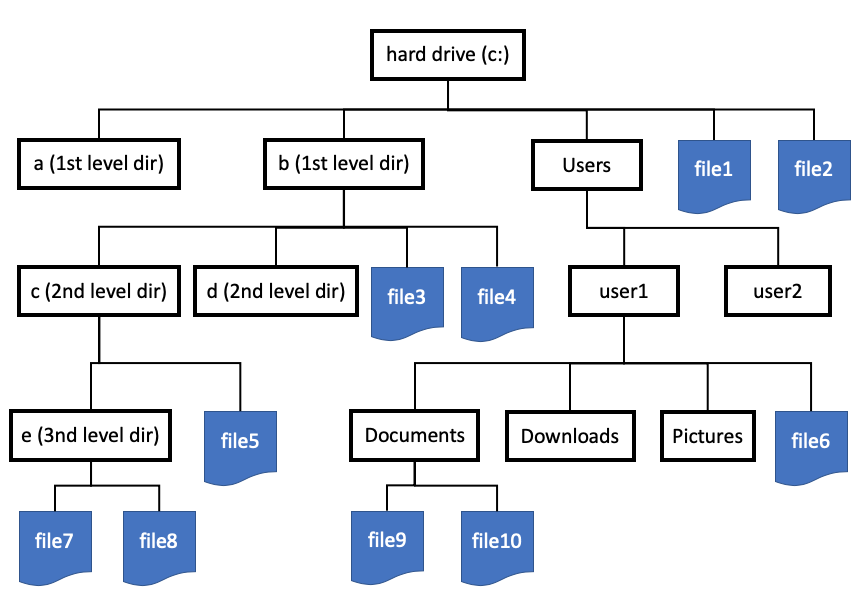 hard drive (c:)
a (1st level dir)
b (1st level dir)
Users
file1
file2
c (2nd level dir)
d (2nd level dir)
file3
file4
user1
user2
e (3nd level dir)
file5
Documents
Downloads
Pictures
file6
file7
file8
file9
file10